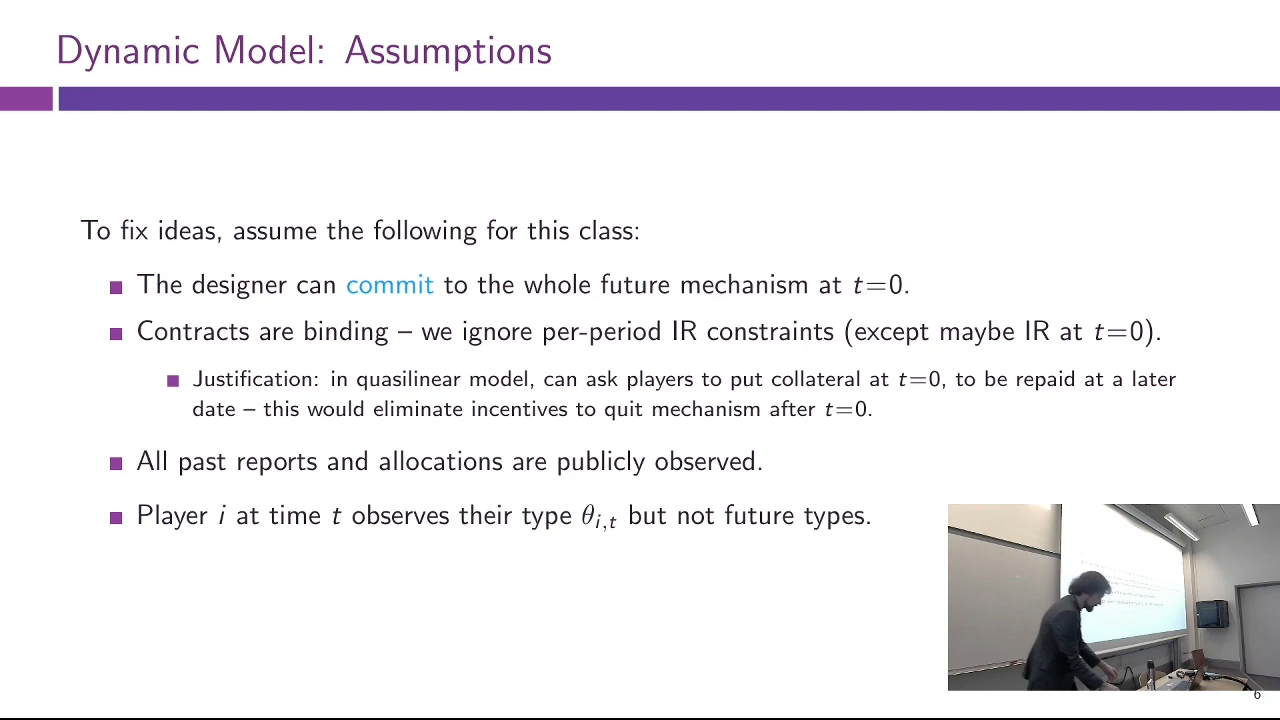 Dynamic Model: Assumptions
To fix ideas, assume the following for this class:
The designer can commit to the whole future mechanism at t=0.
Contracts are binding – we ignore per-period IR constraints (except maybe IR at t=0).
Justification: in quasilinear model, can ask players to put collateral at t=0, to be repaid at a later
date – this would eliminate incentives to quit mechanism after t=0.
All past reports and allocations are publicly observed.
Player i at time t observes their type θi,t but not future types.
6